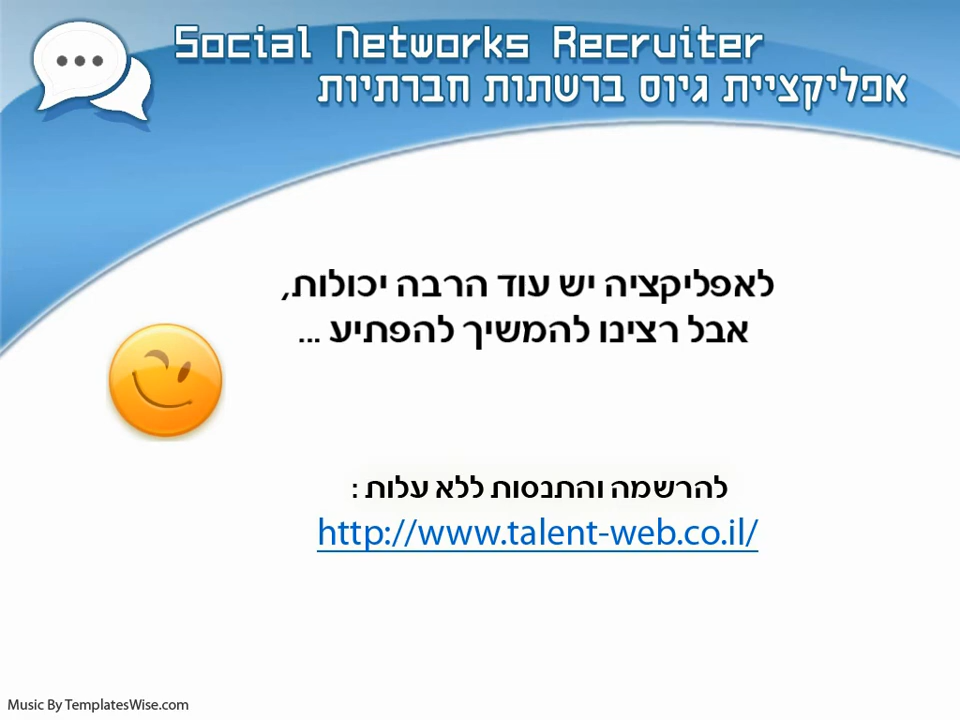 Social Networks Recruiter
אפליקציית גיוס ברשתות חברתיות
לאפליקציה יש עוד הרבה יכולות,
אבל רצינו להמשיך להפתיע ...
להרשמה והתנסות ללא עלות :
http://www.talent-web.co.il/
Music By TemplatesWise.com